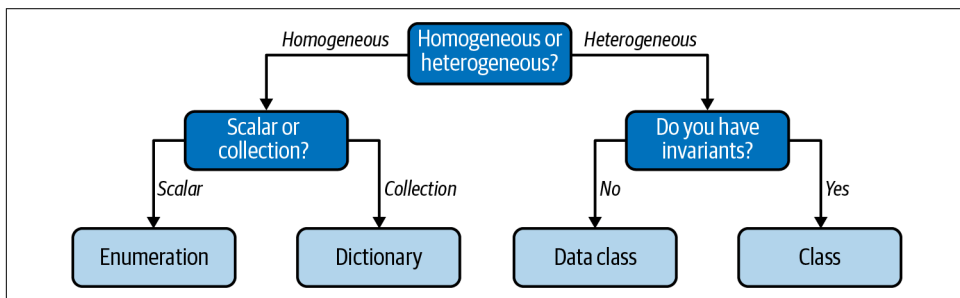 Homogeneous
Homogeneous or
heterogeneous?
Heterogeneous
Scalar or
collection?
Do you have
invariants?
Scalar
Collection
No
Yes
Enumeration
Dictionary
Data class
Class